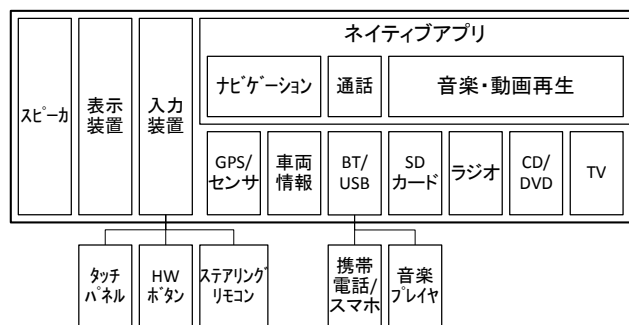 ネイティブアプリ
ナビゲーション
通話
音楽・動画再生
スピーカ
表示
装置
入力
装置
GPS/
センサ
車両
情報
BT/
USB
SD
カード
ラジオ
CD/
DVD
TV
タッチ
パネル
HW
ボタン
ステアリング
リモコン
携帯
電話/
スマホ
音楽
プレイヤ